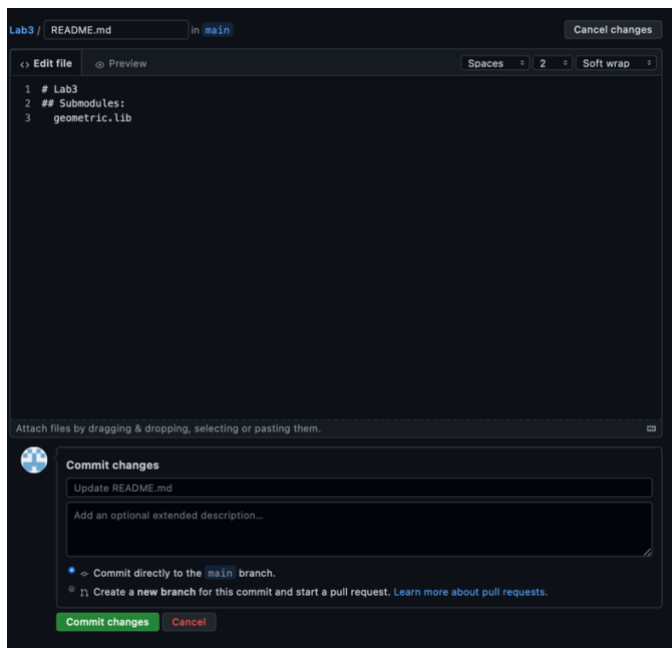 Lab3 / README.md in main Cancel changes
<> Edit file Preview Spaces 2 Soft wrap
1 # Lab3
2 ## Submodules:
3 geometric.lib
Attach files by dragging & dropping, selecting or pasting them.
Commit changes
Update README.md
Add an optional extended description...
Commit directly to the main branch.
Create a new branch for this commit and start a pull request. Learn more about pull requests.
Commit changes Cancel